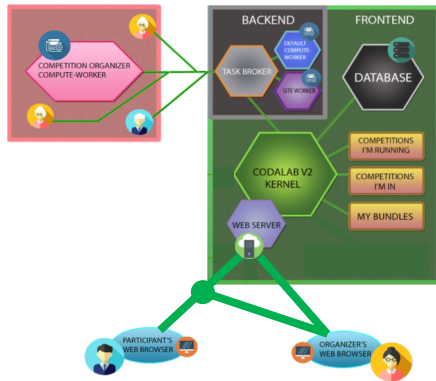 BACKEND
FRONTEND
COMPETITION ORGANIZER
COMPUTE-WORKER
TASK BROKER
DEFAULT
COMPUTE-
WORKER
SITE WORKER
DATABASE
CODALAB V2
KERNEL
COMPETITIONS
I'M RUNNING
COMPETITIONS
I'M IN
MY BUNDLES
WEB SERVER
PARTICIPANT'S
WEB BROWSER
ORGANIZER'S
WEB BROWSER